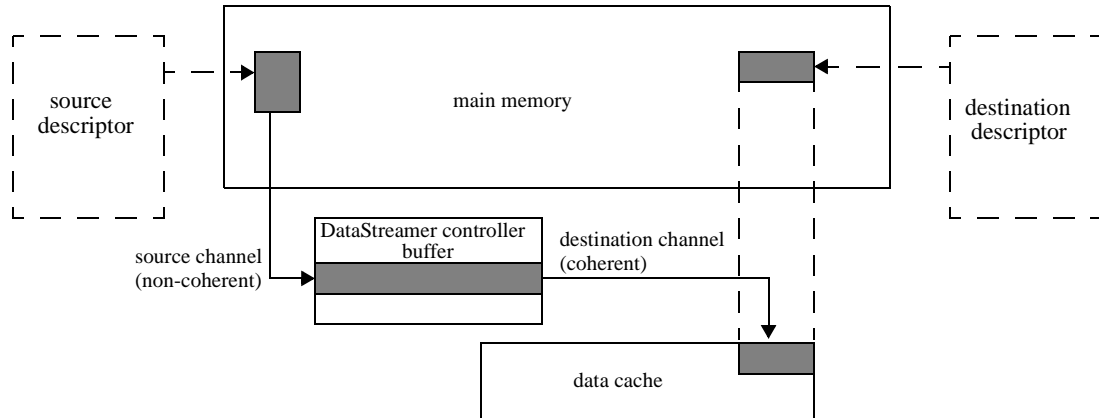 source
descriptor
main memory
destination
descriptor
DataStreamer controller
buffer
source channel
(non-coherent)
destination channel
(coherent)
data cache